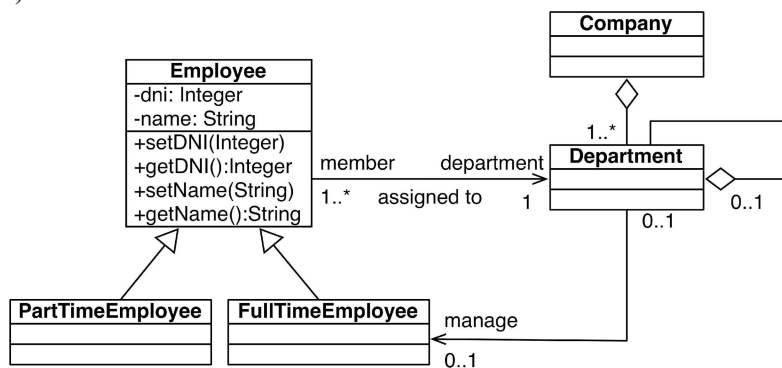 Company
Employee
-dni: Integer
-name: String
+setDNI(Integer)
+getDNI():Integer
+setName(String)
+getName():String
1..*
Department
member department
1..* assigned to 1
0..1
0..1
PartTimeEmployee
FullTimeEmployee
manage
0..1